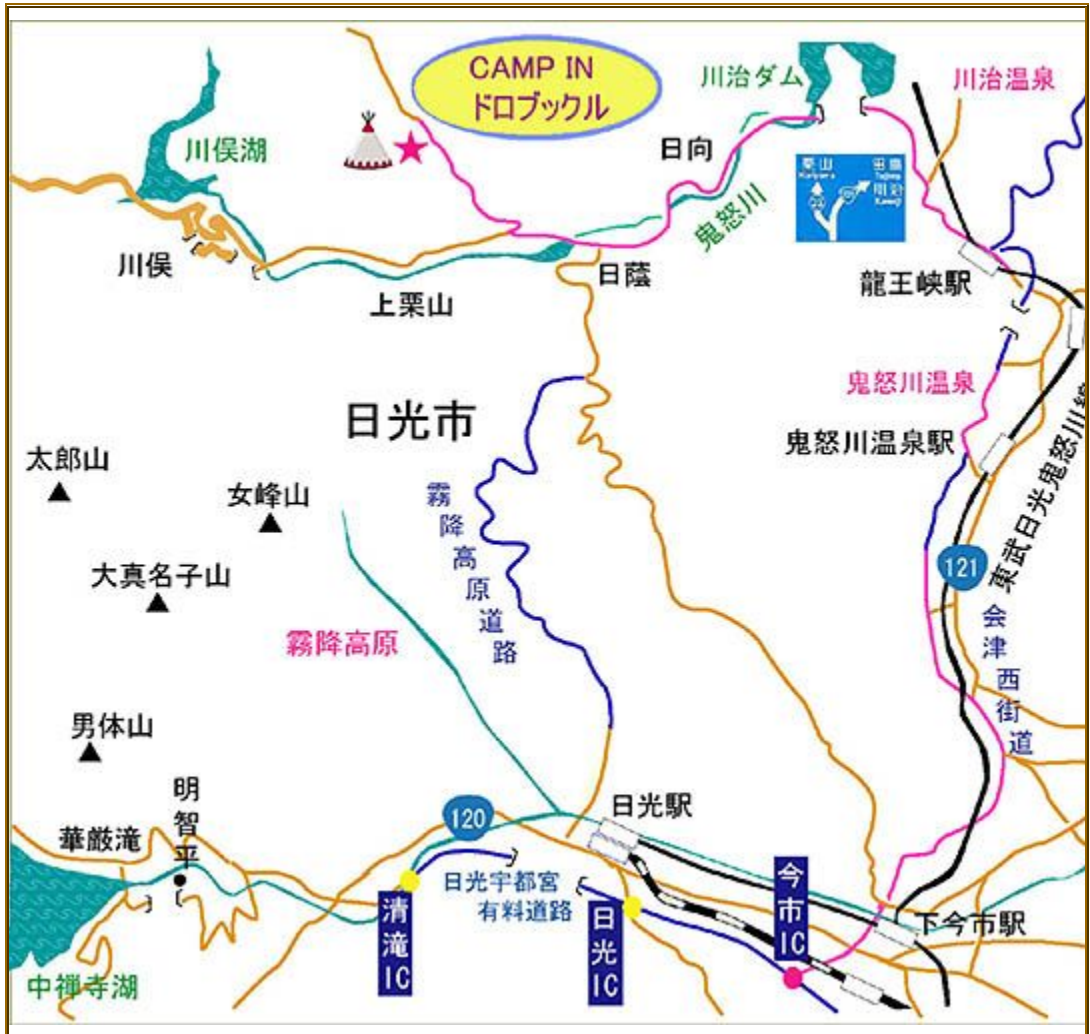 CAMP IN
ドロブックル
川治ダム
川治温泉
川俣湖
日向
栗山
田島
鬼怒川
川俣
日蔭
龍王峡駅
上栗山
鬼怒川温泉
日光市
鬼怒川温泉駅
太郎山
女峰山
霧降高原道路
東武日光鬼怒川線
121
大真名子山
会津西街道
霧降高原
男体山
明智平
日光駅
120
華厳滝
日光宇都宮
有料道路
今市IC
清滝IC
日光IC
下今市駅
中禅寺湖